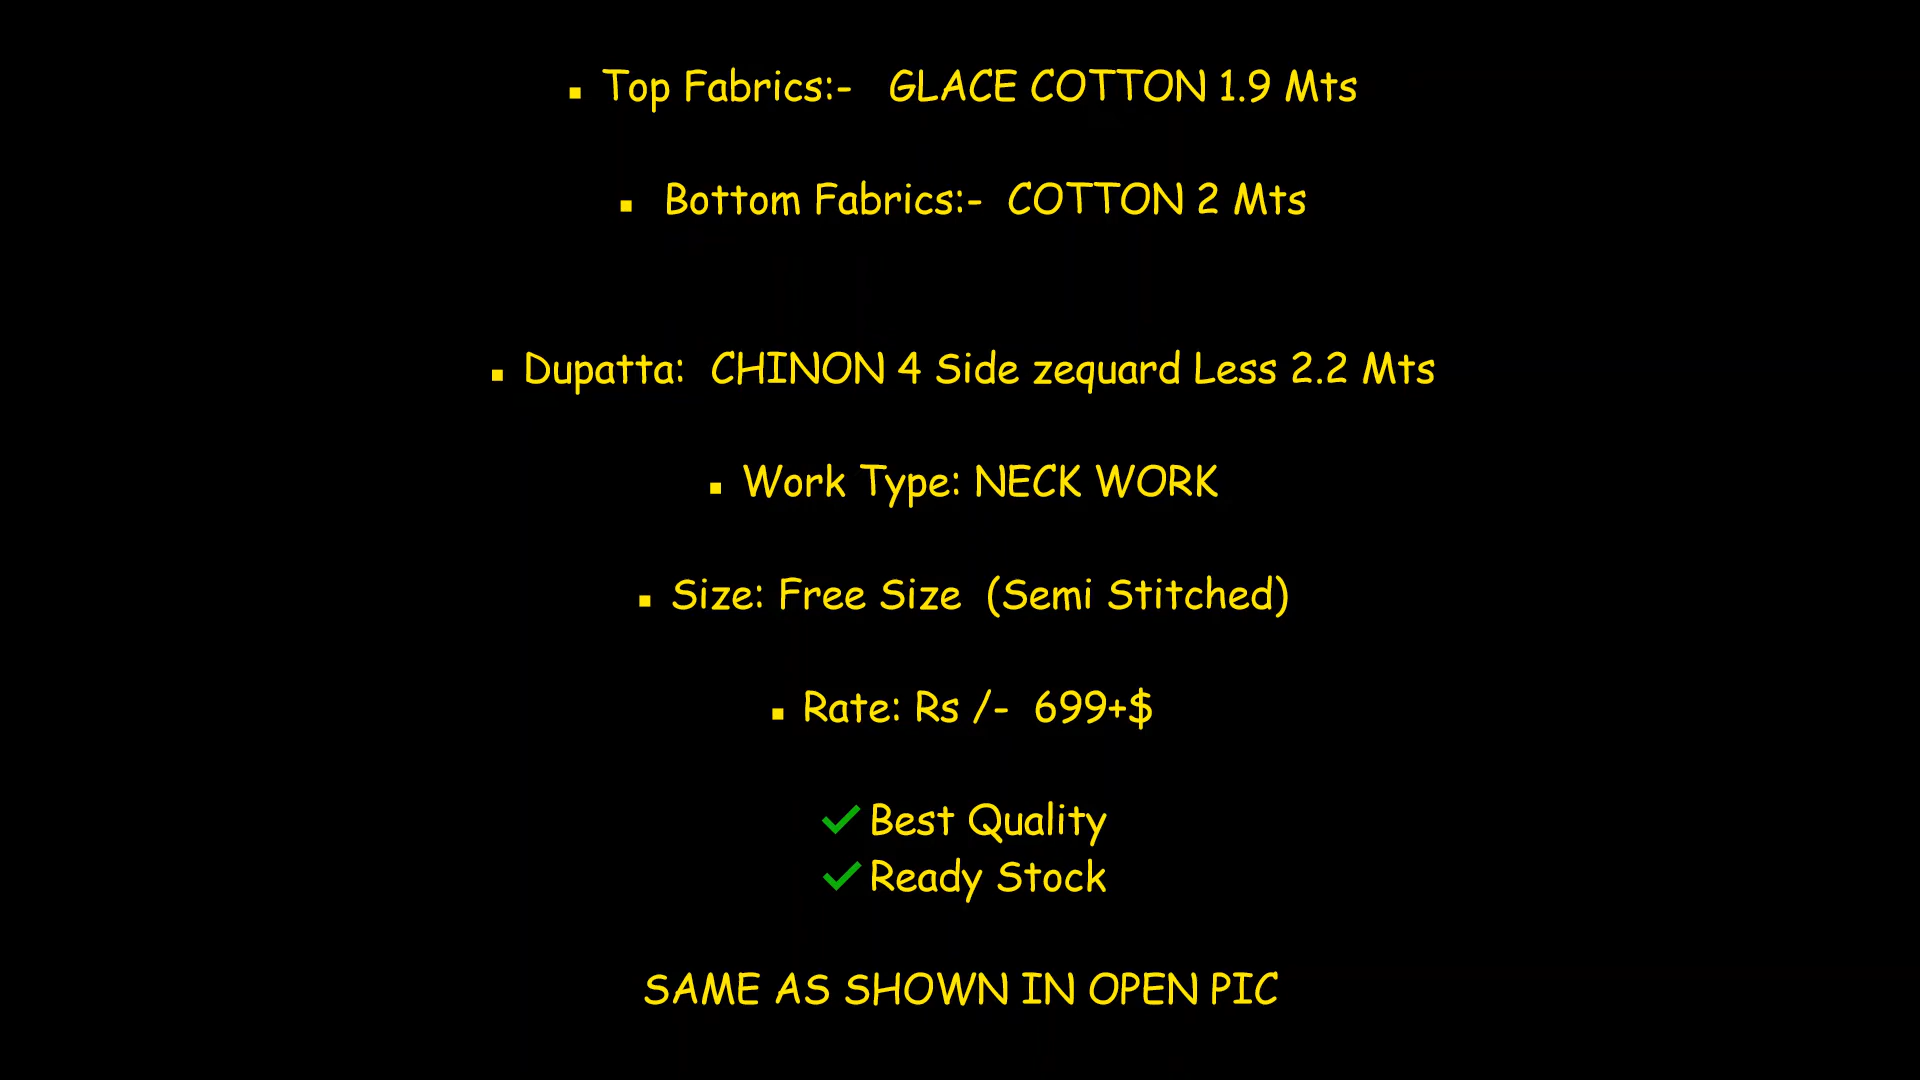 ▪ Top Fabrics:- GLACE COTTON 1.9 Mts
▪ Bottom Fabrics:- COTTON 2 Mts
▪ Dupatta: CHINON 4 Side zequard Less 2.2 Mts
▪ Work Type: NECK WORK
▪ Size: Free Size (Semi Stitched)
▪ Rate: Rs /- 699+$
✓ Best Quality
✓ Ready Stock
SAME AS SHOWN IN OPEN PIC